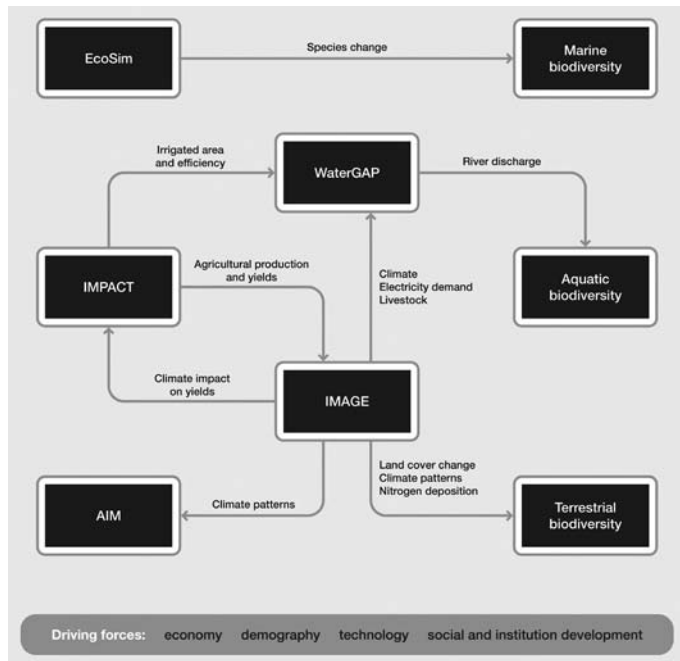 EcoSim
Species change
Marine
biodiversity
Irrigated area
and efficiency
WaterGAP
River discharge
IMPACT
Agricultural production
and yields
Climate
Electricity demand
Livestock
Aquatic
biodiversity
Climate impact
on yields
IMAGE
AIM
Climate patterns
Land cover change
Climate patterns
Nitrogen deposition
Terrestrial
biodiversity
Driving forces: economy demography technology social and institution development